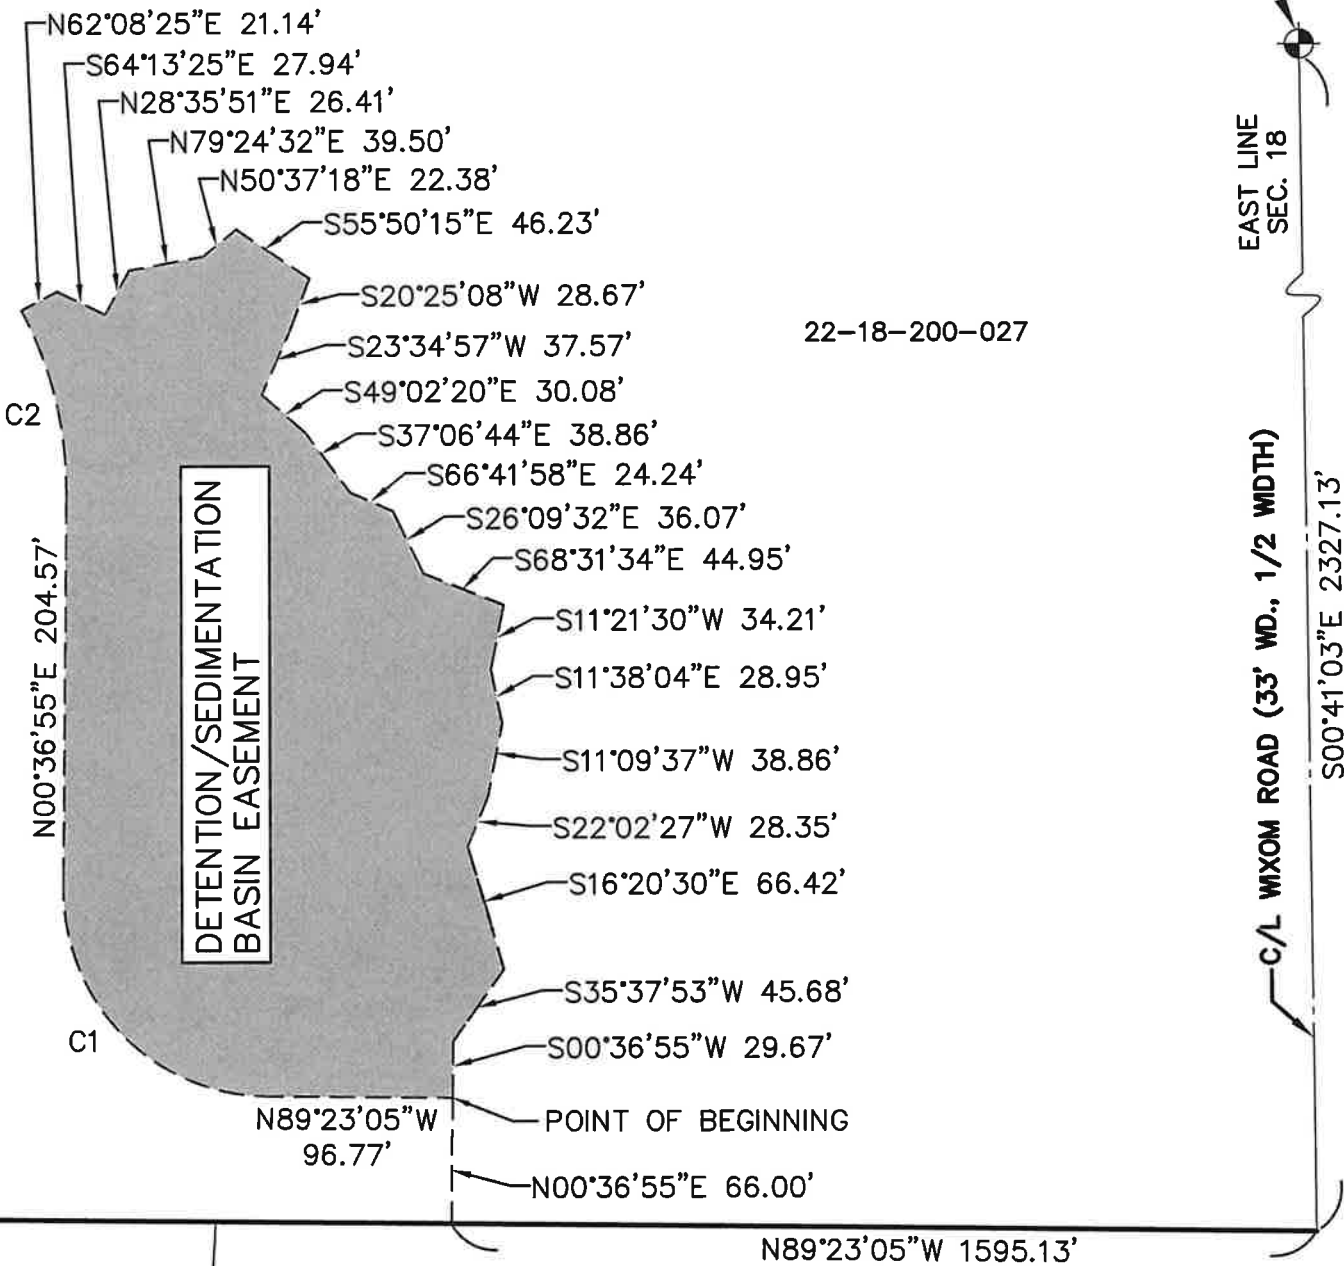 N62°08'25"E 21.14'
S64°13'25"E 27.94'
N28°35'51"E 26.41'
N79°24'32"E 39.50'
N50°37'18"E 22.38'
S55°50'15"E 46.23'
S20°25'08"W 28.67'
S23°34'57"W 37.57'
S49°02'20"E 30.08'
S37°06'44"E 38.86'
S66°41'58"E 24.24'
S26°09'32"E 36.07'
S68°31'34"E 44.95'
S11°21'30"W 34.21'
S11°38'04"E 28.95'
S11°09'37"W 38.86'
S22°02'27"W 28.35'
S16°20'30"E 66.42'
S35°37'53"W 45.68'
S00°36'55"W 29.67'
POINT OF BEGINNING
N00°36'55"E 66.00'
N89°23'05"W
96.77'
C1
N00°36'55"E 204.57'
C2
DETENTION/SEDIMENTATION
BASIN EASEMENT
22-18-200-027
EAST LINE
SEC. 18
C/L WIXOM ROAD (33' WD., 1/2 WIDTH)
S00°41'03"E 2327.13'
N89°23'05"W 1595.13'